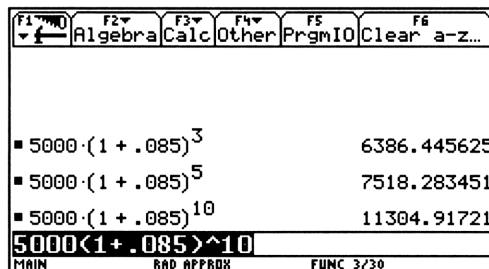 F1 F2 F3 F4 F5 F6
Algebra Calc Other PrgmIO Clear a-z…
▪ 5000·(1 + .085)^3 6386.445625
▪ 5000·(1 + .085)^5 7518.283451
▪ 5000·(1 + .085)^10 11304.91721
5000(1+.085)^10
MAIN RAD APPROX FUNC 3/30